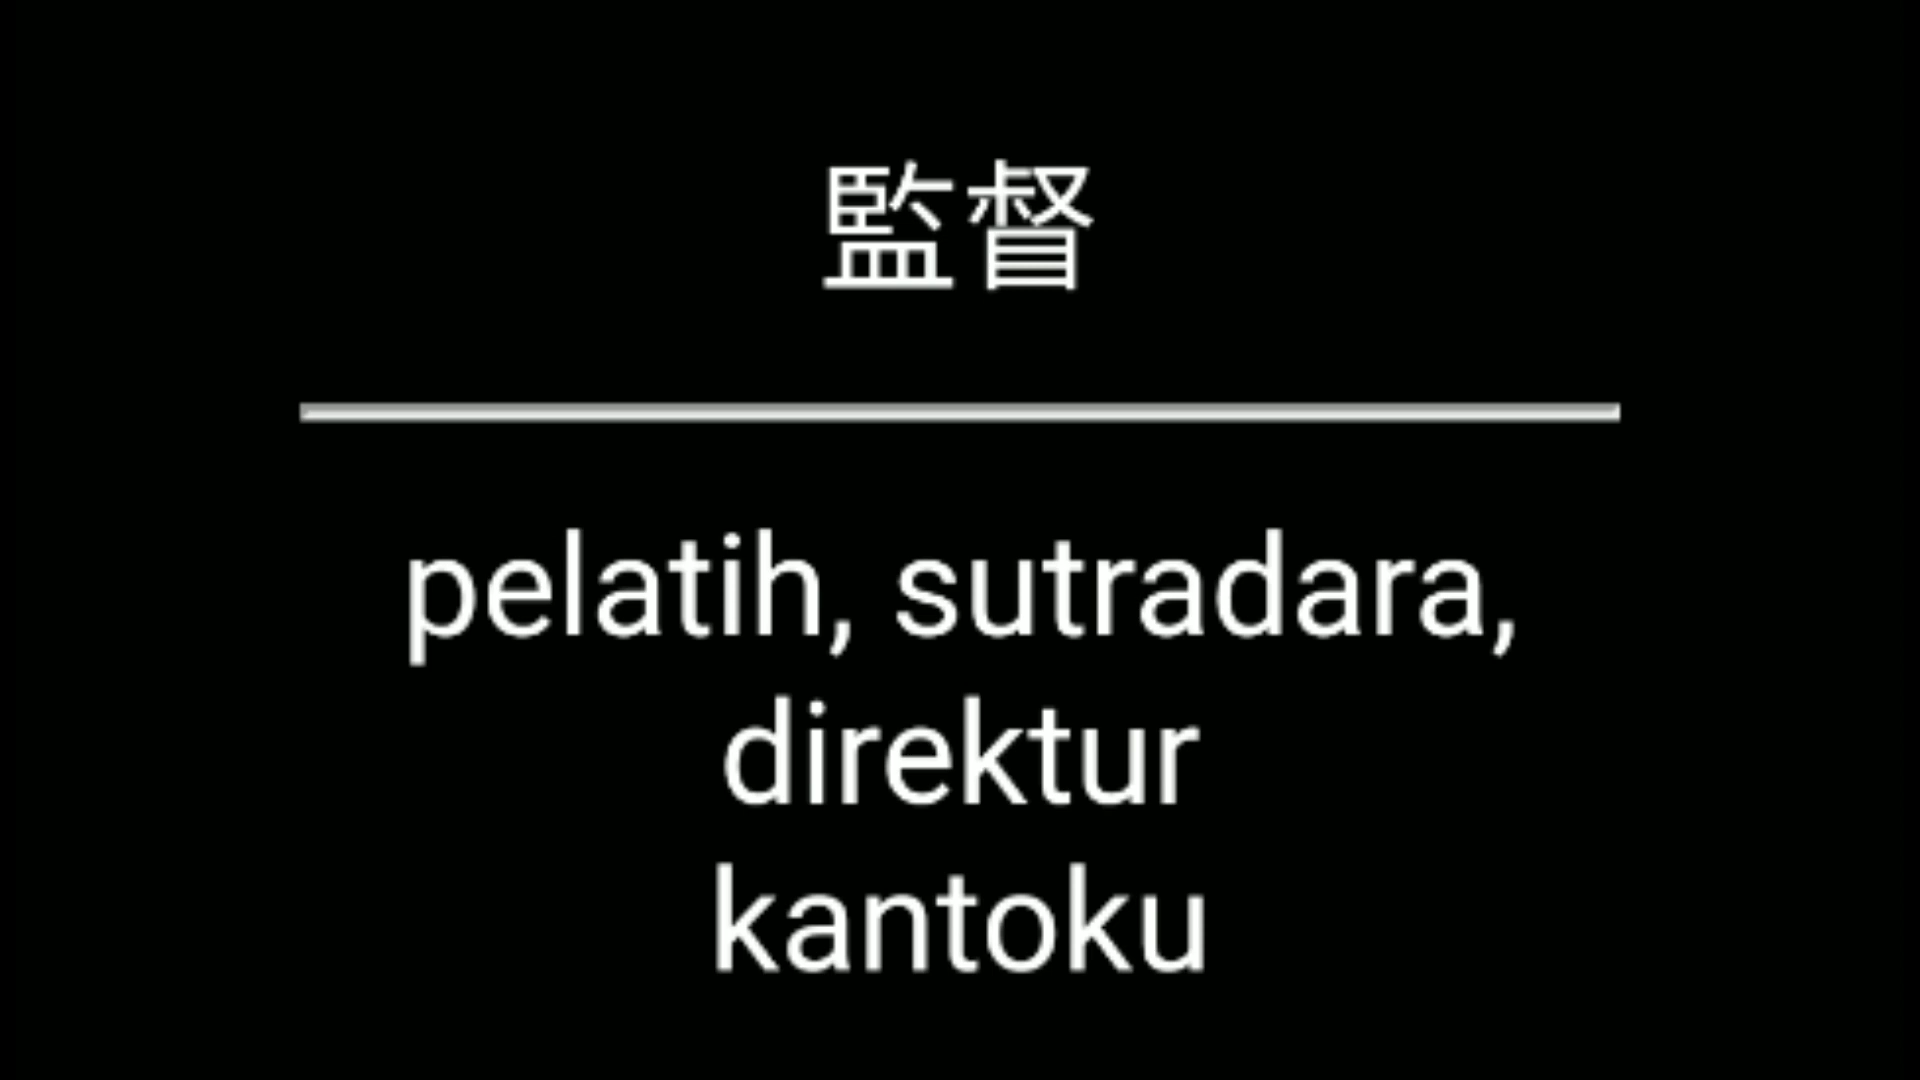 監督
pelatih, sutradara,
direktur
kantoku